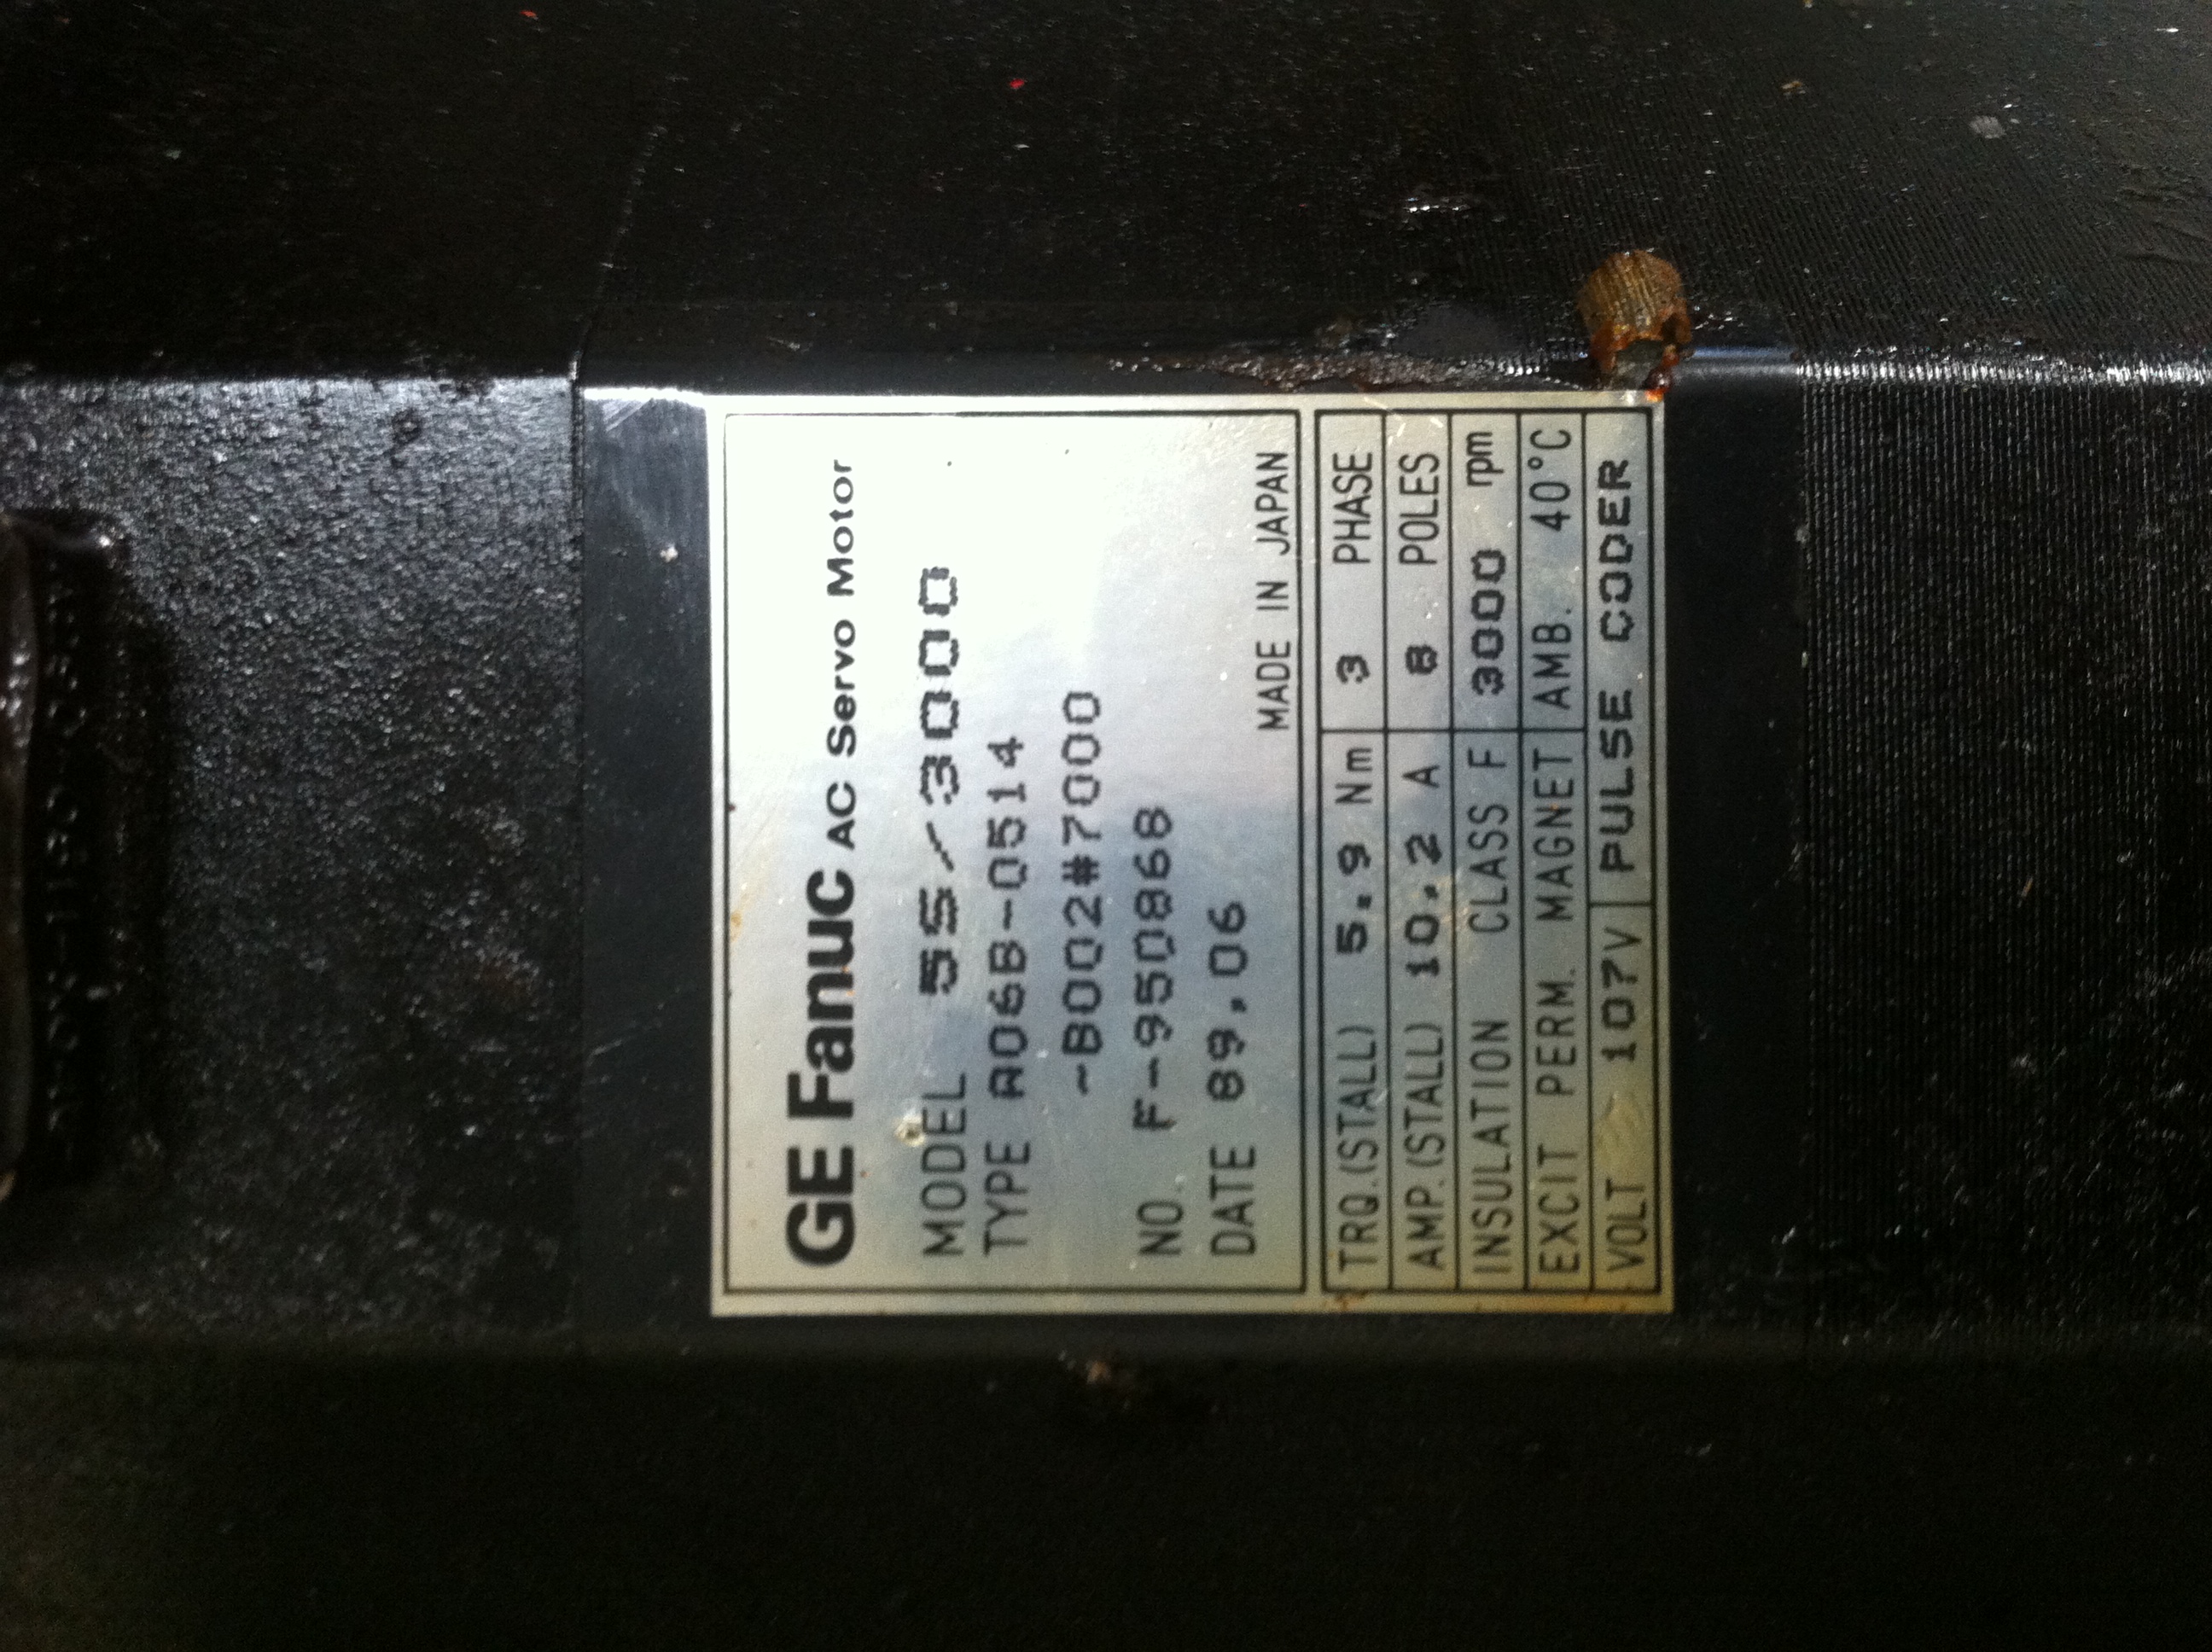 GE Fanuc AC Servo Motor
MODEL 5S/3000
TYPE A06B-0514
-B002#7000
NO. F-950868
DATE 89.06
MADE IN JAPAN
TRQ.(STALL) 5.9 Nm 3 PHASE
AMP.(STALL) 10.2 A 8 POLES
INSULATION CLASS F 3000 rpm
EXCIT PERM. MAGNET AMB. 40°C
VOLT 107V PULSE CODER